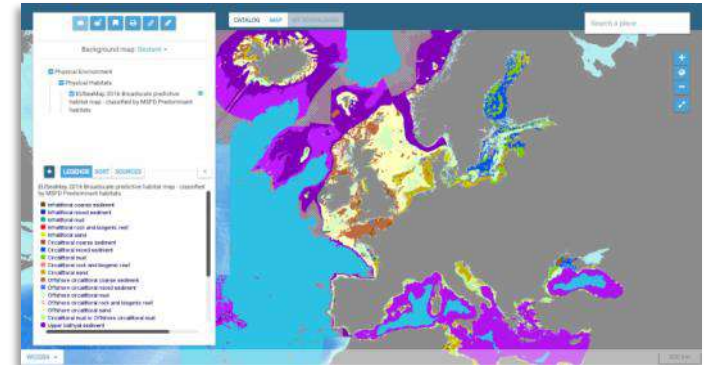 CATALOG MAP
Search a place
Background map:
Physical Environment
Physical Habitats
EUSeaMap 2016 Broadscale predictive
habitat map - classified by MSFD Predominant
habitats
LEGENDS SORT SOURCES
EUSeaMap 2016 Broadscale predictive habitat map - classified
by MSFD Predominant habitats
Infralittoral coarse sediment
Infralittoral mixed sediment
Infralittoral mud
Infralittoral rock and biogenic reef
Infralittoral sand
Circalittoral coarse sediment
Circalittoral mixed sediment
Circalittoral mud
Circalittoral rock and biogenic reef
Circalittoral sand
Offshore circalittoral coarse sediment
Offshore circalittoral mixed sediment
Offshore circalittoral mud
Offshore circalittoral rock and biogenic reef
Offshore circalittoral sand
Circalittoral mud or Offshore circalittoral mud
Upper bathyal sediment
WGS84